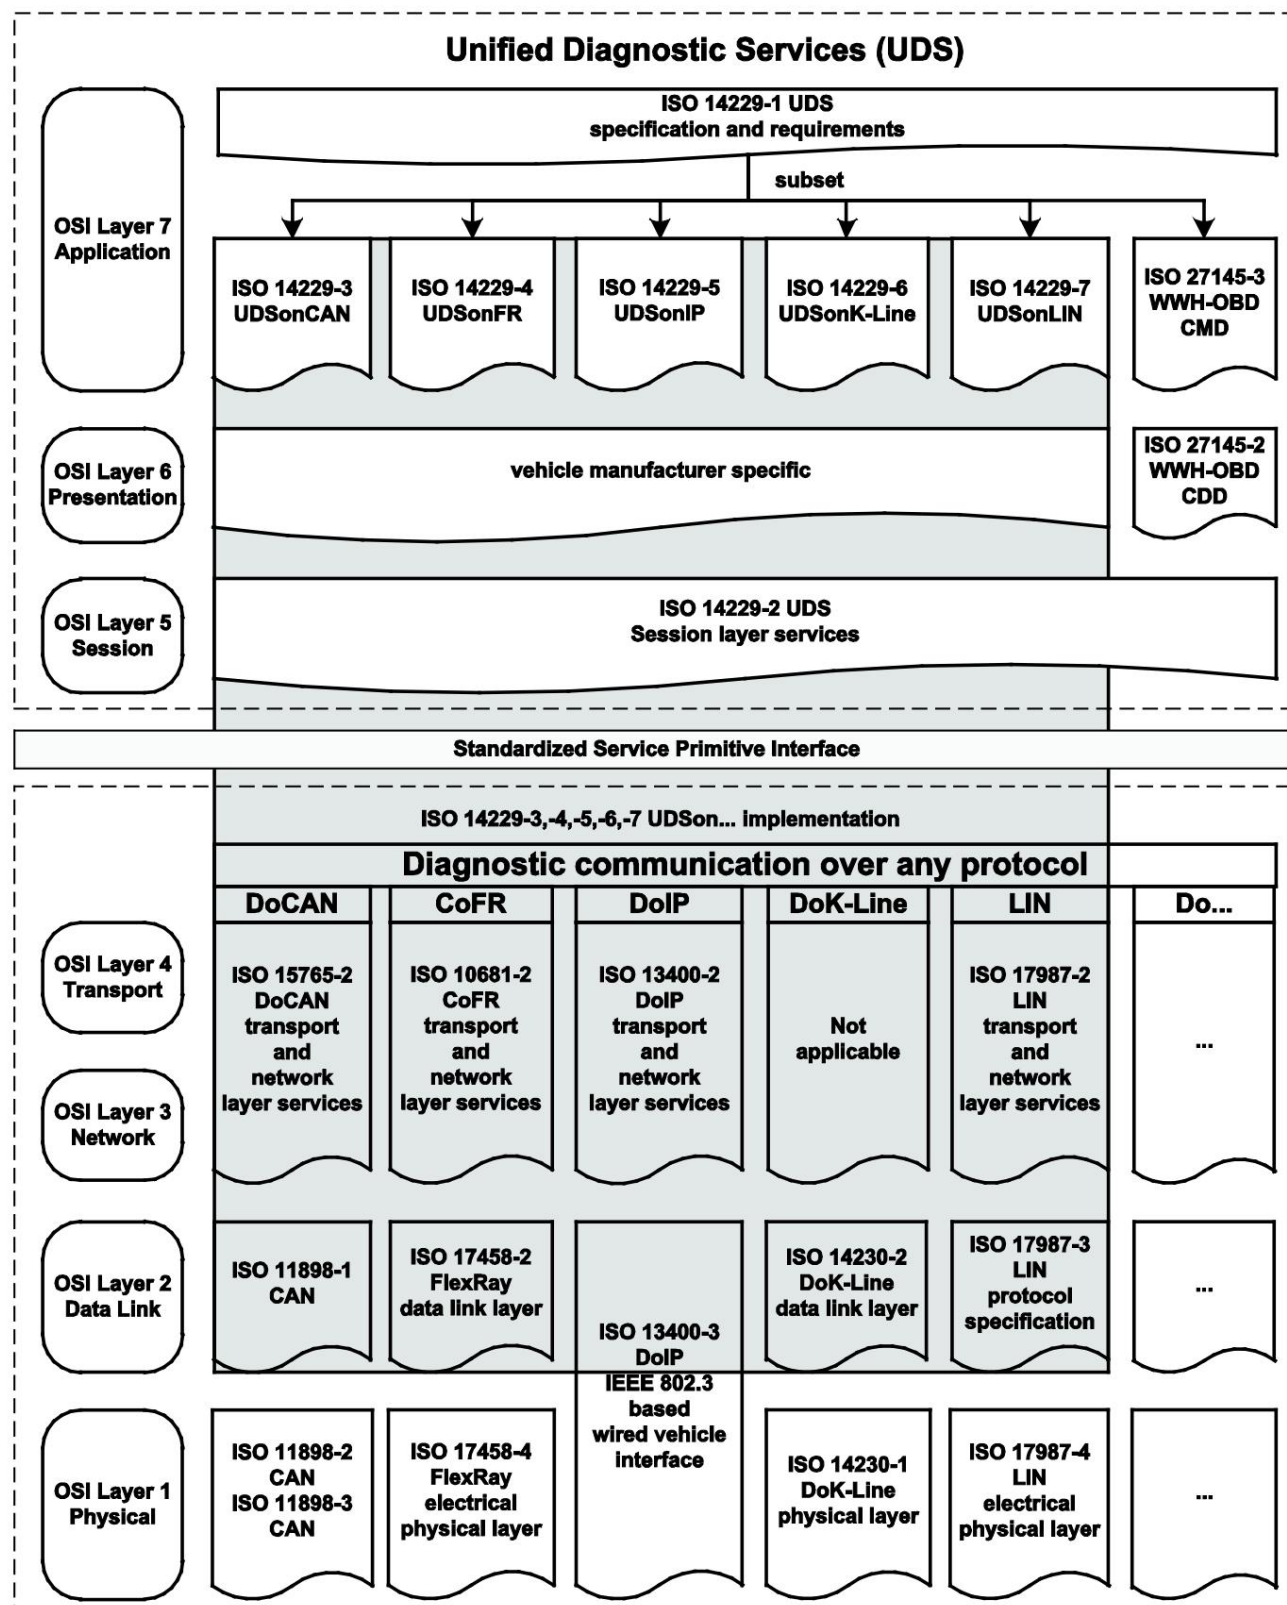 Unified Diagnostic Services (UDS)
ISO 14229-1 UDS
specification and requirements
subset
OSI Layer 7
Application
ISO 14229-3
UDSonCAN
ISO 14229-4
UDSonFR
ISO 14229-5
UDSonIP
ISO 14229-6
UDSonK-Line
ISO 14229-7
UDSonLIN
ISO 27145-3
WWH-OBD
CMD
OSI Layer 6
Presentation
vehicle manufacturer specific
ISO 27145-2
WWH-OBD
CDD
OSI Layer 5
Session
ISO 14229-2 UDS
Session layer services
Standardized Service Primitive Interface
ISO 14229-3,-4,-5,-6,-7 UDSon... implementation
Diagnostic communication over any protocol
DoCAN
CoFR
DoIP
DoK-Line
LIN
Do...
OSI Layer 4
Transport
OSI Layer 3
Network
ISO 15765-2
DoCAN
transport
and
network
layer services
ISO 10681-2
CoFR
transport
and
network
layer services
ISO 13400-2
DoIP
transport
and
network
layer services
Not
applicable
ISO 17987-2
LIN
transport
and
network
layer services
...
OSI Layer 2
Data Link
ISO 11898-1
CAN
ISO 17458-2
FlexRay
data link layer
ISO 13400-3
DoIP
IEEE 802.3
based
wired vehicle
interface
ISO 14230-2
DoK-Line
data link layer
ISO 17987-3
LIN
protocol
specification
...
OSI Layer 1
Physical
ISO 11898-2
CAN
ISO 11898-3
CAN
ISO 17458-4
FlexRay
electrical
physical layer
ISO 14230-1
DoK-Line
physical layer
ISO 17987-4
LIN
electrical
physical layer
...